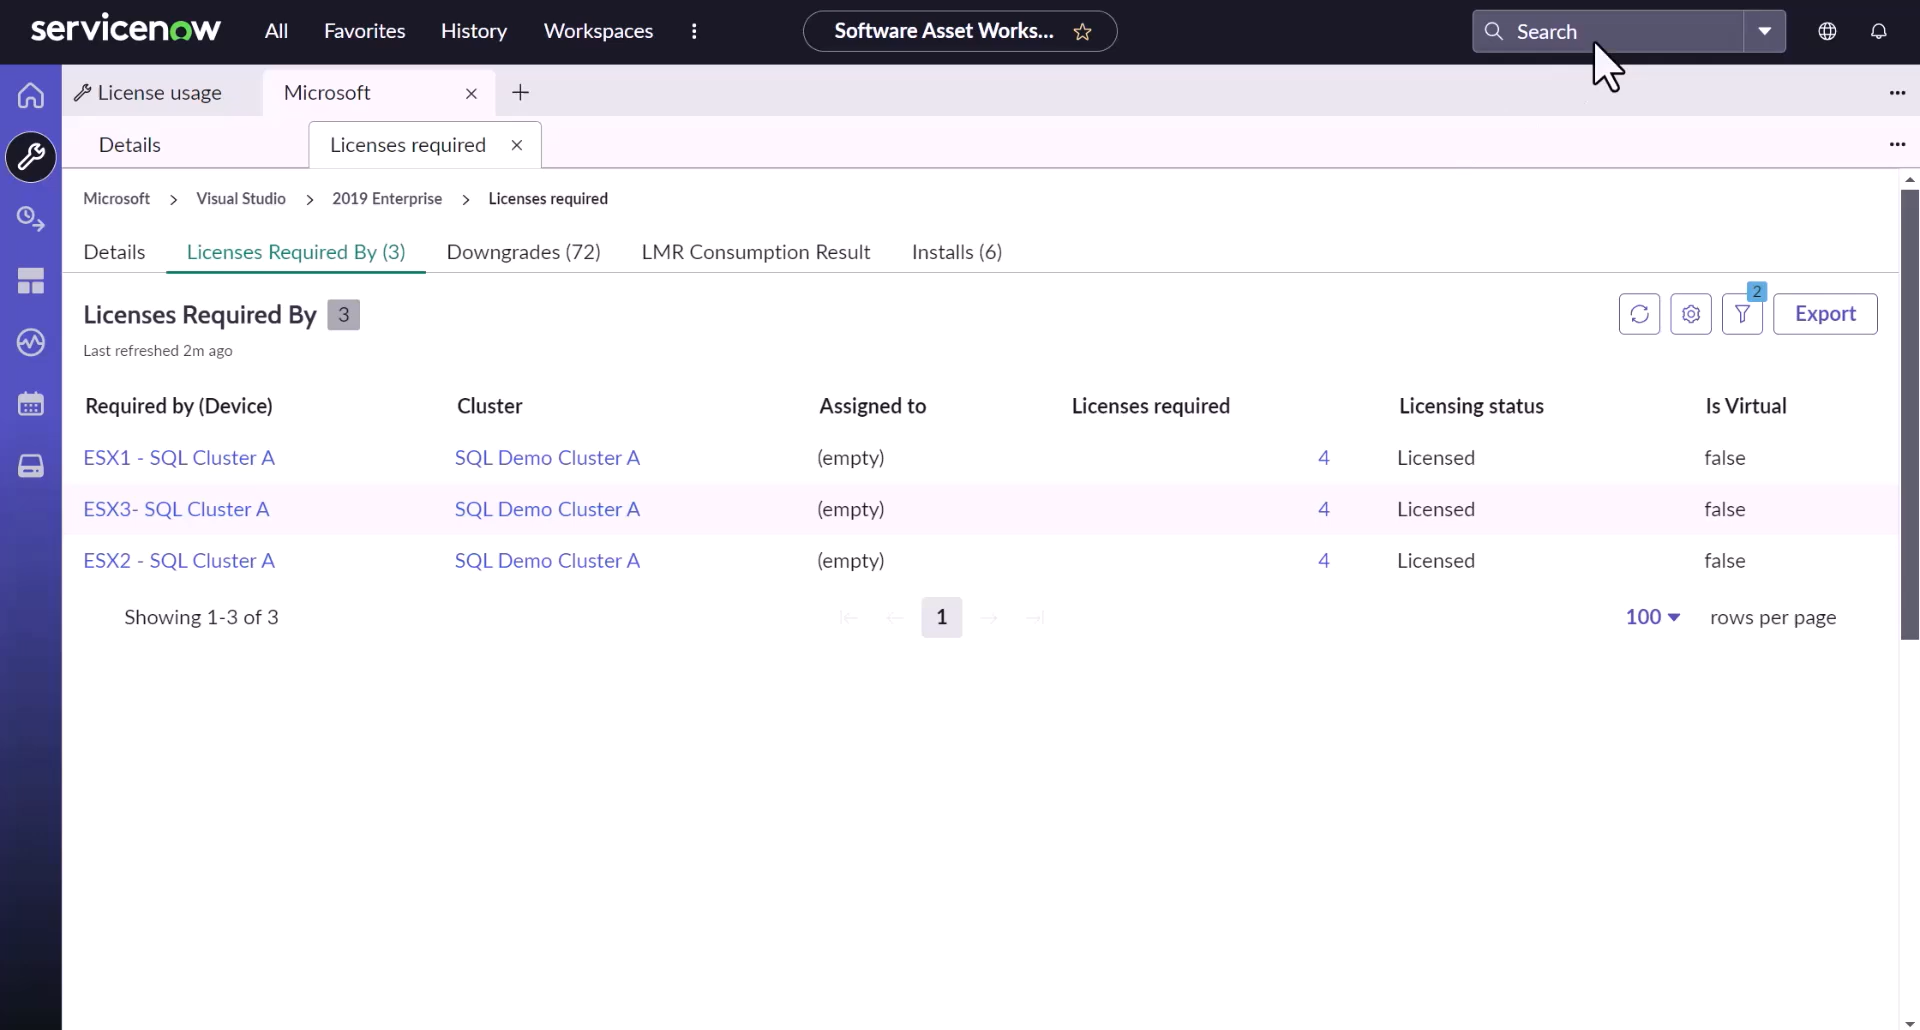 servicenow All Favorites History Workspaces Software Asset Works... Search
License usage Microsoft
Details Licenses required
Microsoft > Visual Studio > 2019 Enterprise > Licenses required
Details Licenses Required By (3) Downgrades (72) LMR Consumption Result Installs (6)
Licenses Required By 3
2
Export
Last refreshed 2m ago
Required by (Device) Cluster Assigned to Licenses required Licensing status Is Virtual
ESX1 - SQL Cluster A SQL Demo Cluster A (empty) 4 Licensed false
ESX3- SQL Cluster A SQL Demo Cluster A (empty) 4 Licensed false
ESX2 - SQL Cluster A SQL Demo Cluster A (empty) 4 Licensed false
Showing 1-3 of 3 1 100 rows per page